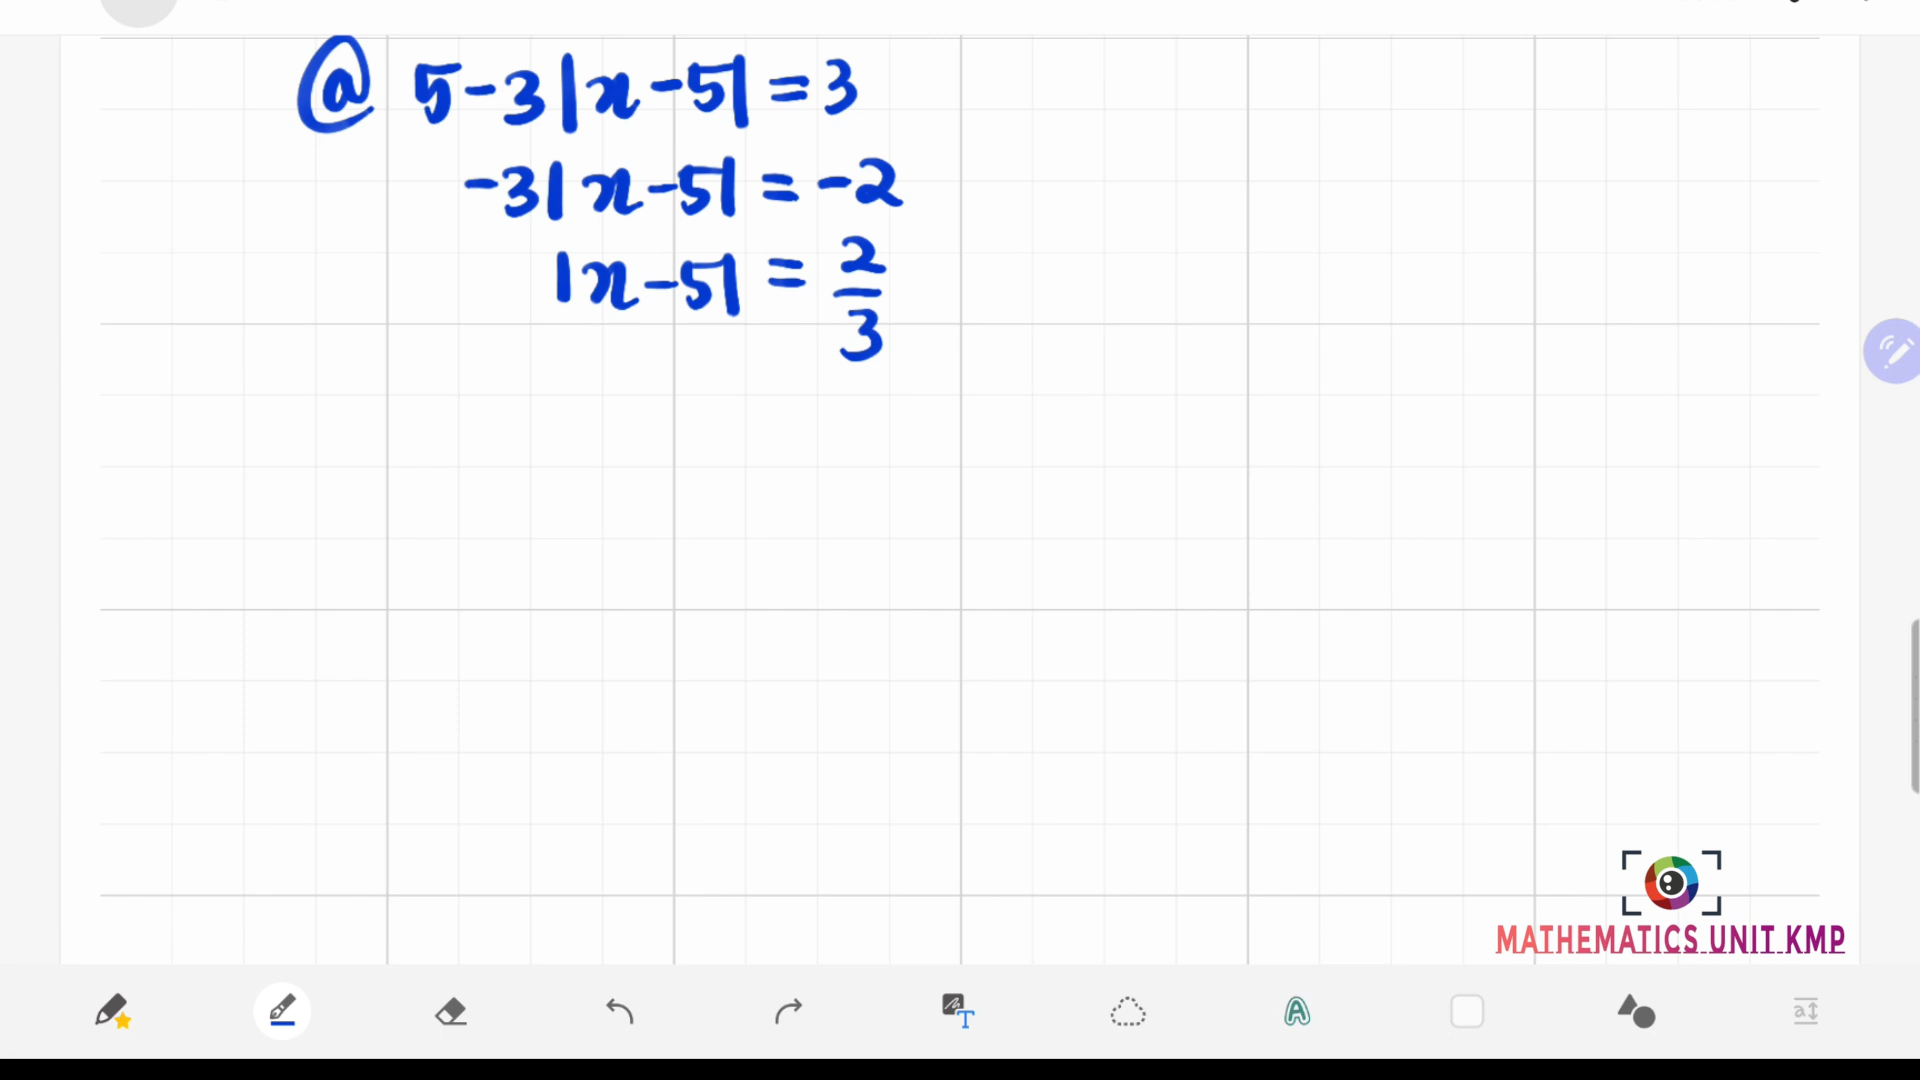 ⓐ 5-3|x-5|=3
-3|x-5|=-2
|x-5|=2/3
MATHEMATICS UNIT KMP